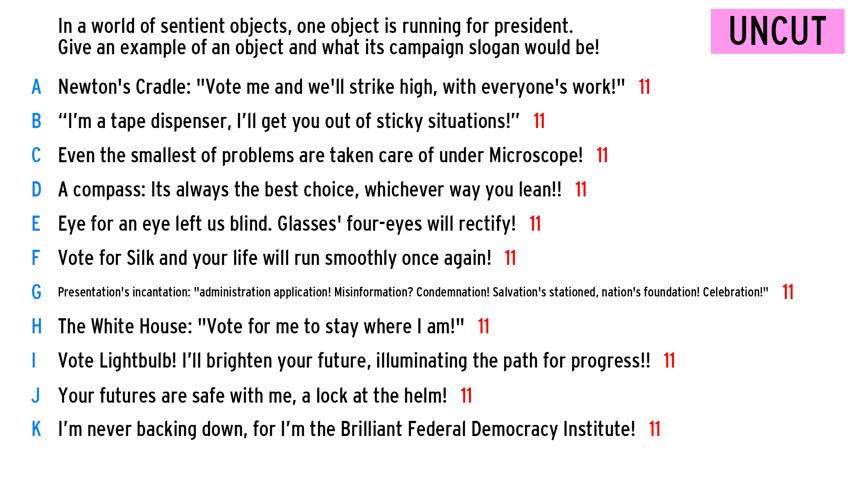 In a world of sentient objects, one object is running for president.
Give an example of an object and what its campaign slogan would be!
UNCUT
A Newton's Cradle: "Vote me and we'll strike high, with everyone's work!" 11
B “I’m a tape dispenser, I’ll get you out of sticky situations!” 11
C Even the smallest of problems are taken care of under Microscope! 11
D A compass: Its always the best choice, whichever way you lean!! 11
E Eye for an eye left us blind. Glasses' four-eyes will rectify! 11
F Vote for Silk and your life will run smoothly once again! 11
G Presentation's incantation: "administration application! Misinformation? Condemnation! Salvation's stationed, nation's foundation! Celebration!" 11
H The White House: "Vote for me to stay where I am!" 11
I Vote Lightbulb! I’ll brighten your future, illuminating the path for progress!! 11
J Your futures are safe with me, a lock at the helm! 11
K I’m never backing down, for I’m the Brilliant Federal Democracy Institute! 11